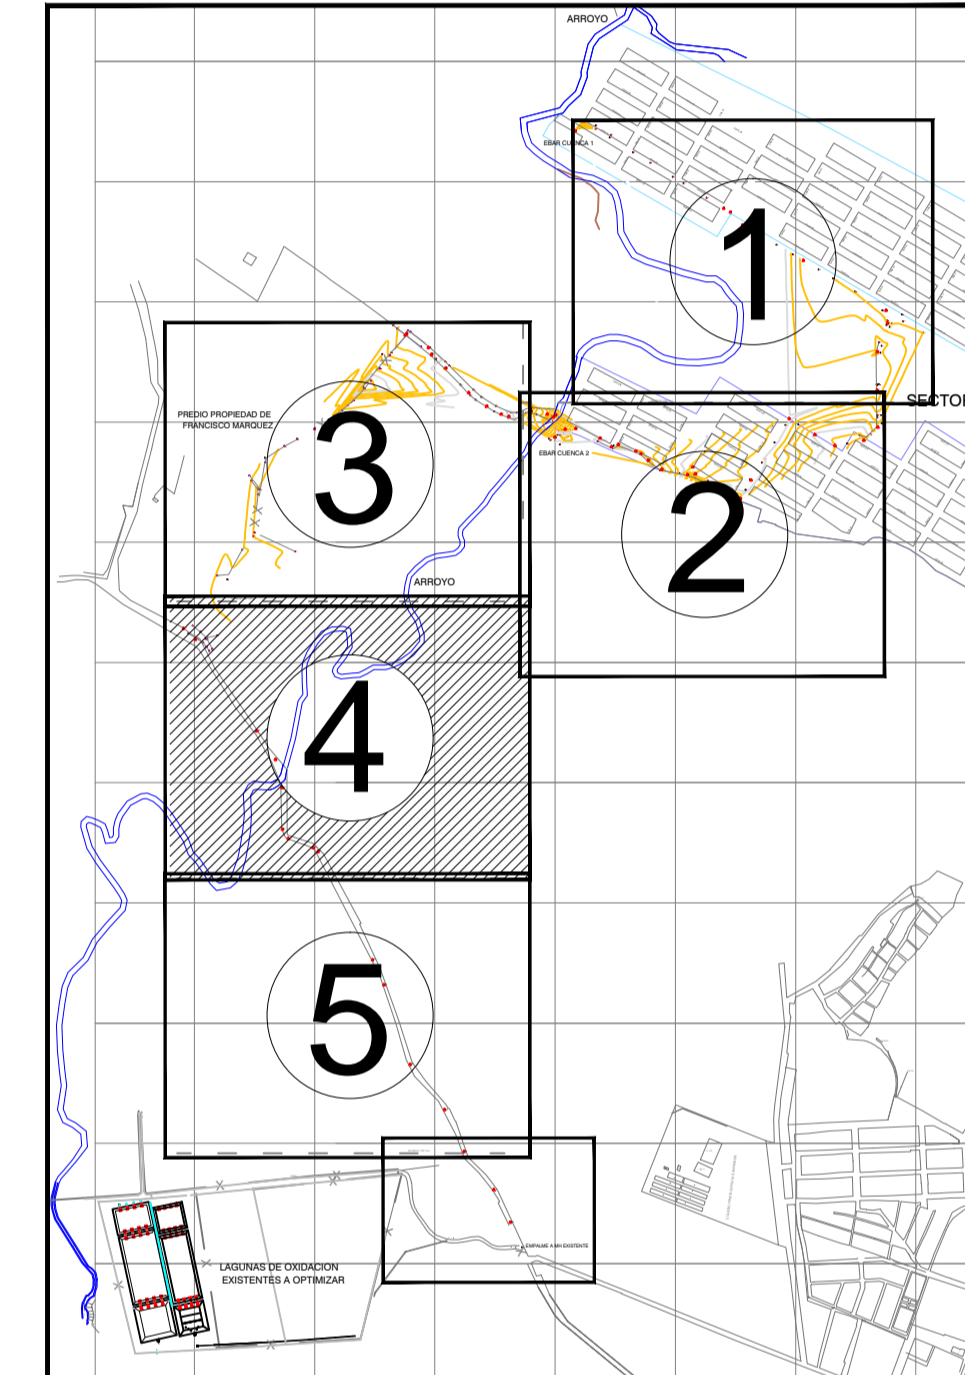 ARROYO
EBAR CUENCA 1
1
SECTOR
PREDIO PROPIEDAD DE
FRANCISCO MARQUEZ
3
EBAR CUENCA 2
2
ARROYO
4
5
EMPALME A MH EXISTENTE
LAGUNAS DE OXIDACION
EXISTENTES A OPTIMIZAR